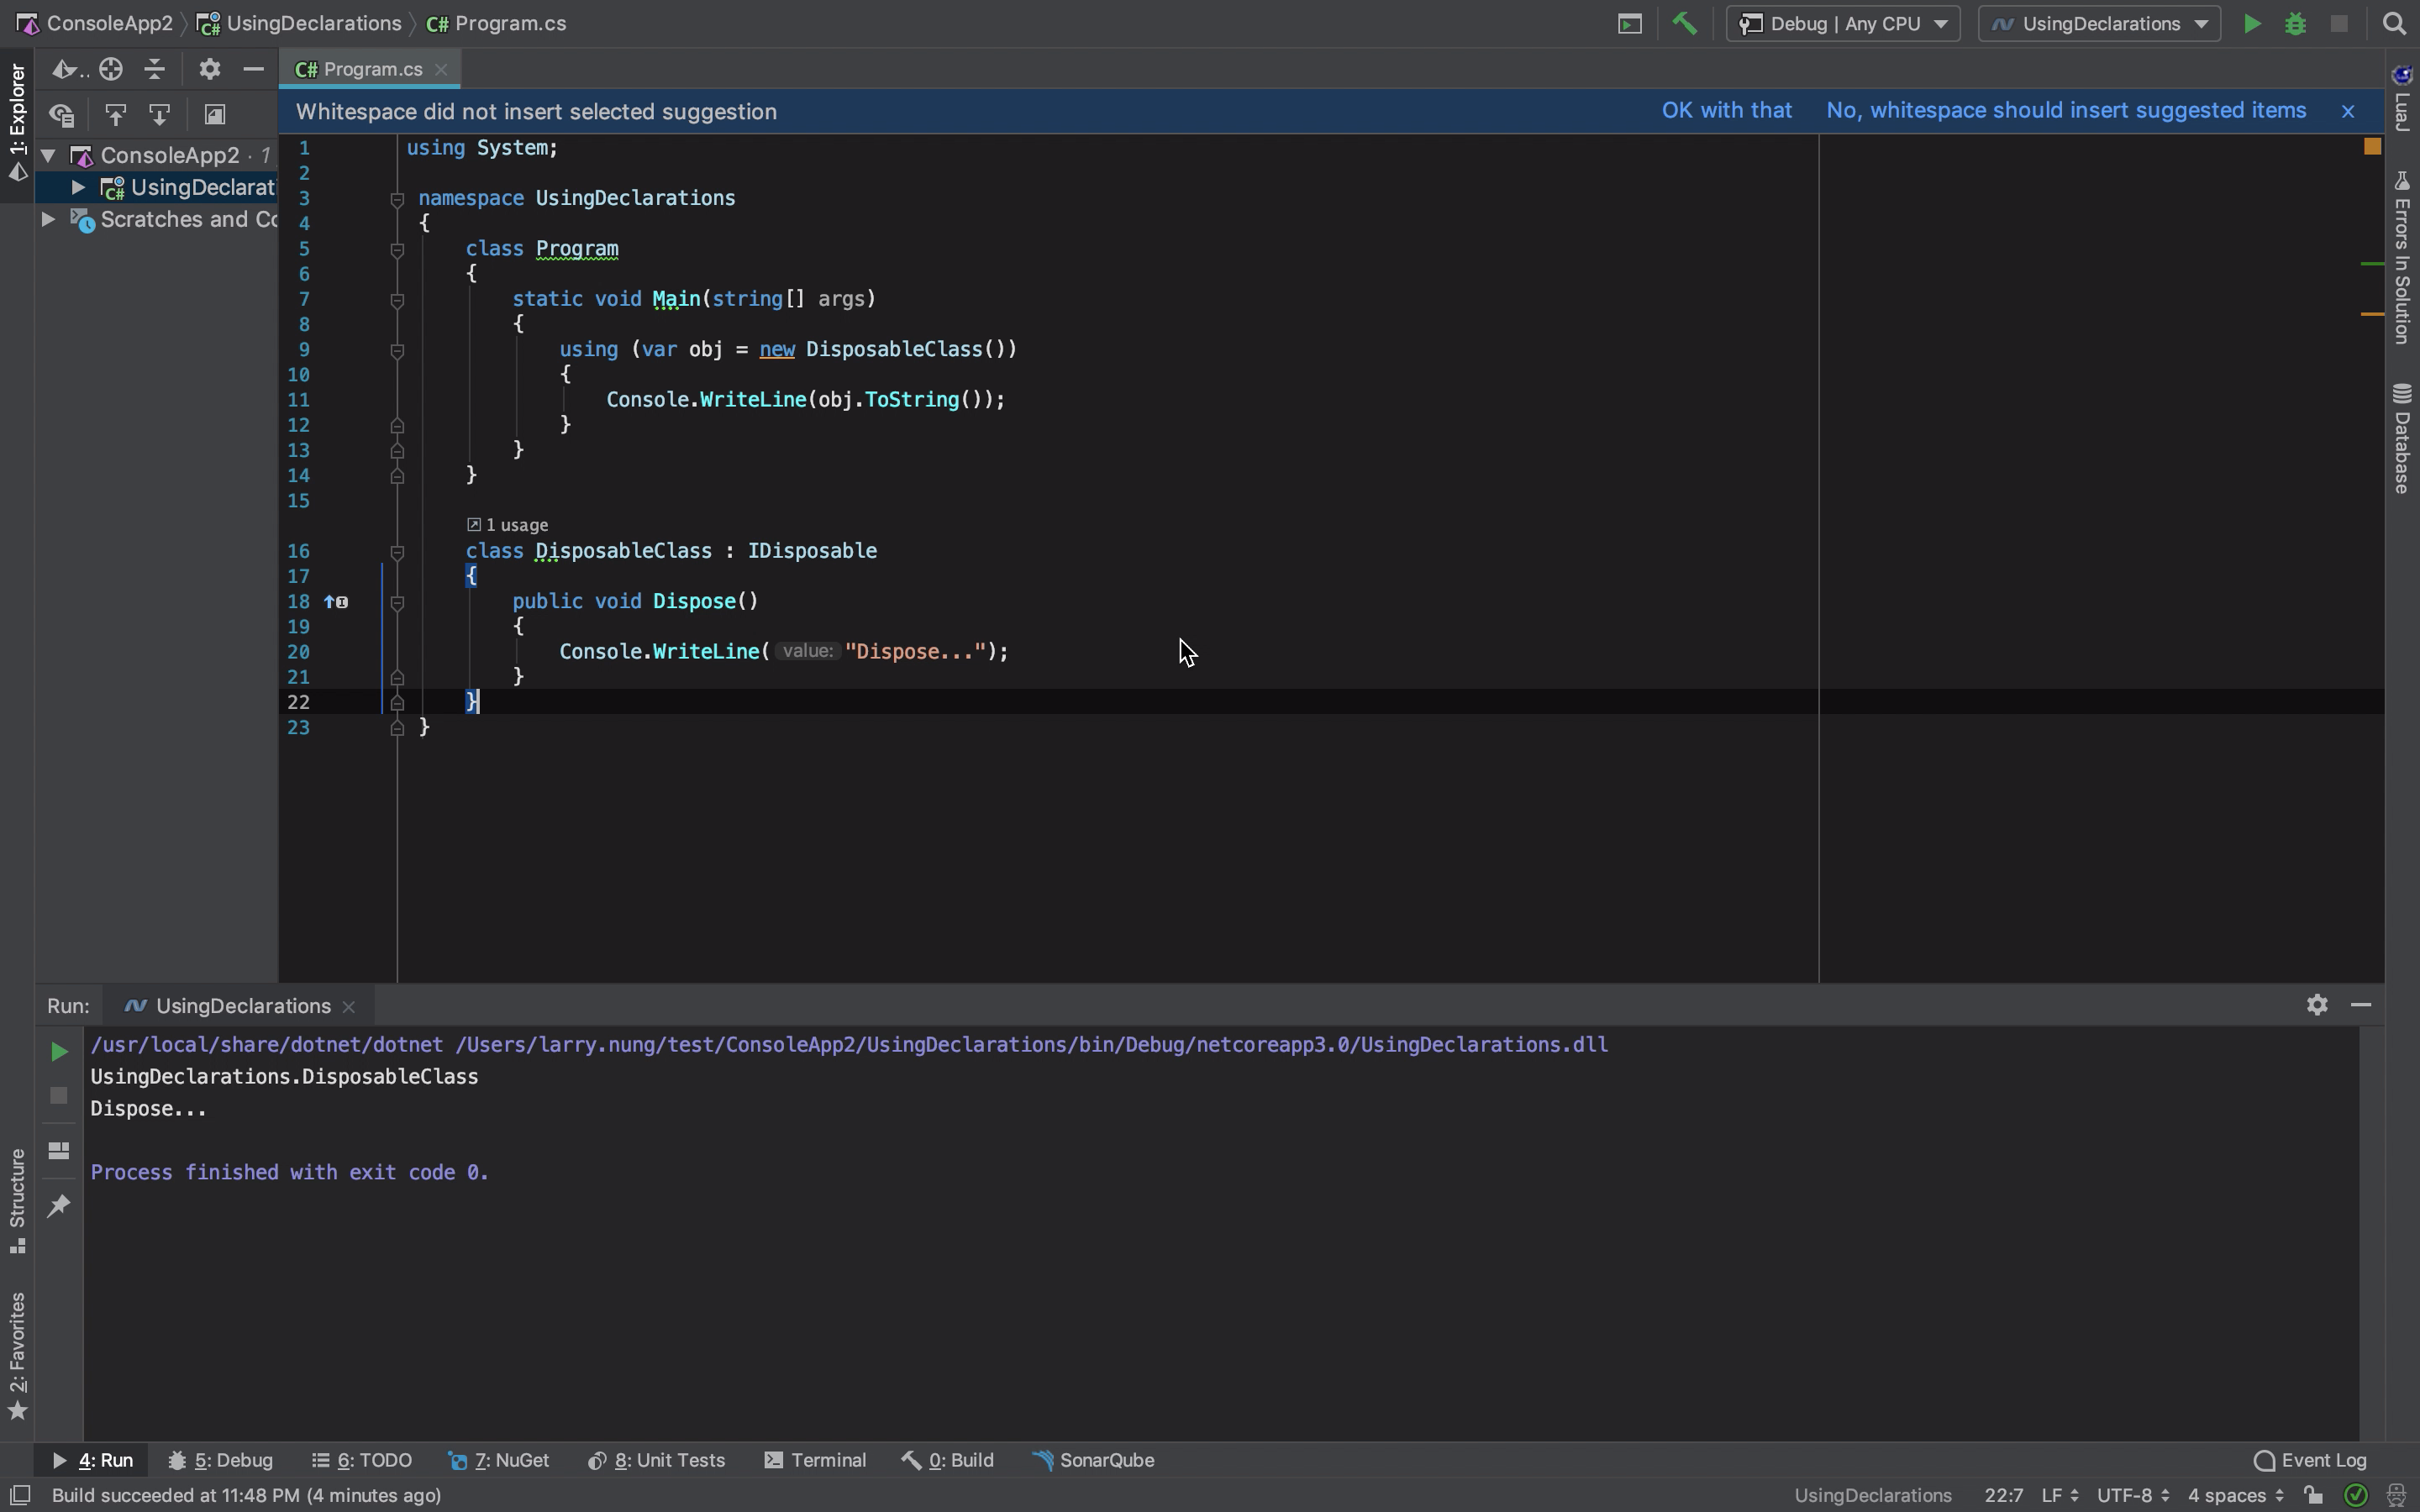 ConsoleApp2 UsingDeclarations C# Program.cs Debug | Any CPU UsingDeclarations
1: Explorer
C# Program.cs
Whitespace did not insert selected suggestion OK with that No, whitespace should insert suggested items
ConsoleApp2 · 1
UsingDeclarati
Scratches and Co
1 using System;
2
3 namespace UsingDeclarations
4 {
5 class Program
6 {
7 static void Main(string[] args)
8 {
9 using (var obj = new DisposableClass())
10 {
11 Console.WriteLine(obj.ToString());
12 }
13 }
14 }
15
1 usage
16 class DisposableClass : IDisposable
17 {
18 public void Dispose()
19 {
20 Console.WriteLine( value: "Dispose...");
21 }
22 }
23 }
LuaJ
Errors In Solution
Database
Run: UsingDeclarations
/usr/local/share/dotnet/dotnet /Users/larry.nung/test/ConsoleApp2/UsingDeclarations/bin/Debug/netcoreapp3.0/UsingDeclarations.dll
UsingDeclarations.DisposableClass
Dispose...
Process finished with exit code 0.
Structure
2: Favorites
4: Run 5: Debug 6: TODO 7: NuGet 8: Unit Tests Terminal 0: Build SonarQube Event Log
Build succeeded at 11:48 PM (4 minutes ago) UsingDeclarations 22:7 LF UTF-8 4 spaces